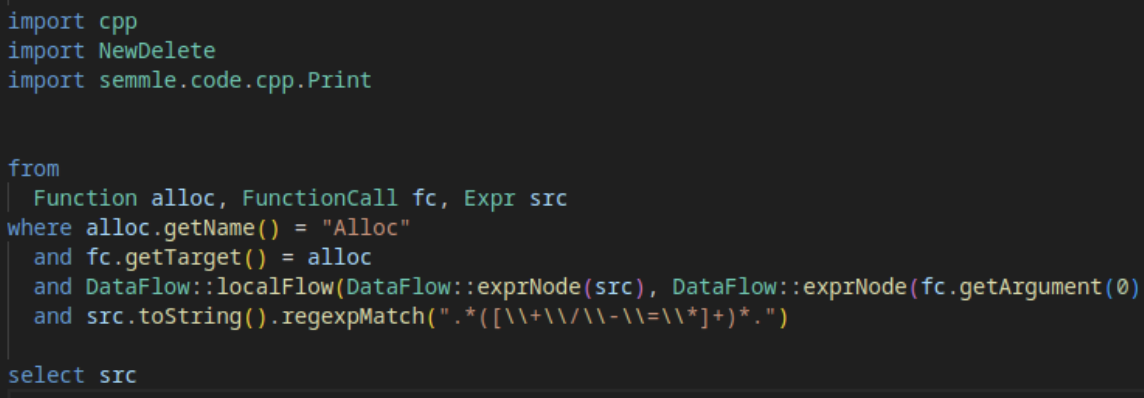 import cpp
import NewDelete
import semmle.code.cpp.Print
from
Function alloc, FunctionCall fc, Expr src
where alloc.getName() = "Alloc"
and fc.getTarget() = alloc
and DataFlow::localFlow(DataFlow::exprNode(src), DataFlow::exprNode(fc.getArgument(0)
and src.toString().regexpMatch(".*([\\+\\/\\-\\=\\*]+)*.")
select src